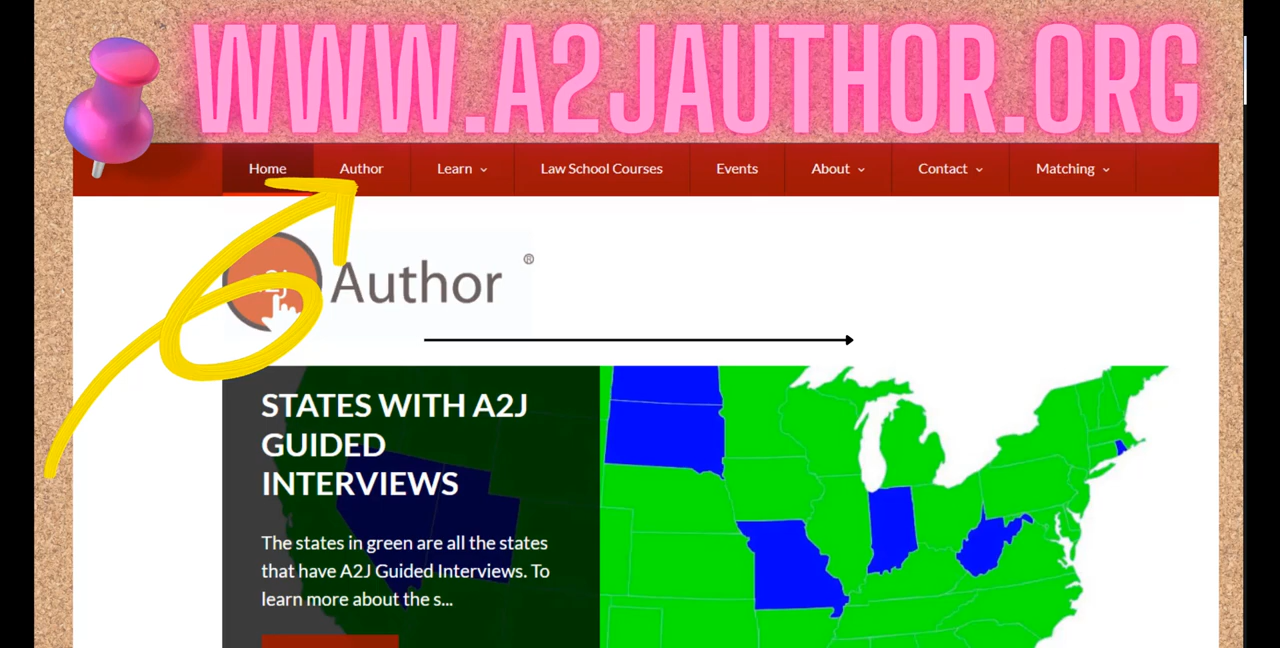 WWW.A2JAUTHOR.ORG
Home Author Learn Law School Courses Events About Contact Matching
A2J Author ®
STATES WITH A2J
GUIDED
INTERVIEWS
The states in green are all the states
that have A2J Guided Interviews. To
learn more about the s...